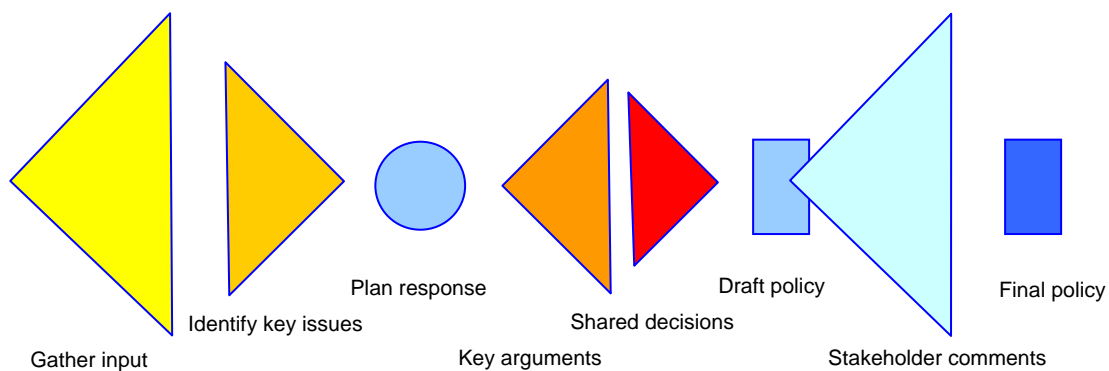 Gather input
Identify key issues
Plan response
Key arguments
Shared decisions
Draft policy
Stakeholder comments
Final policy